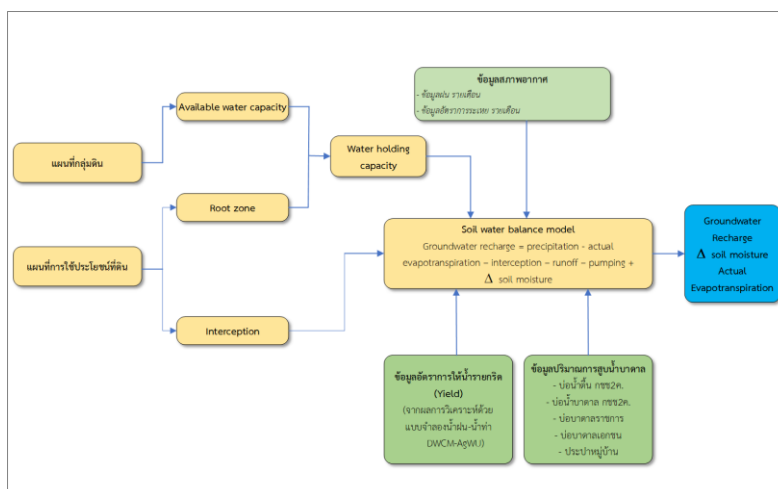 ข้อมูลสภาพอากาศ
- ข้อมูลฝน รายเดือน
- ข้อมูลอัตราการระเหย รายเดือน
Available water capacity
แผนที่กลุ่มดิน
Water holding
capacity
Root zone
แผนที่การใช้ประโยชน์ที่ดิน
Interception
Soil water balance model
Groundwater recharge = precipitation - actual
evapotranspiration – interception – runoff – pumping +
Δ soil moisture
Groundwater
Recharge
Δ soil moisture
Actual
Evapotranspiration
ข้อมูลอัตราการให้น้ำรายกริด
(Yield)
(จากผลการวิเคราะห์ด้วย
แบบจำลองน้ำฝน-น้ำท่า
DWCM-AgWU)
ข้อมูลปริมาณการสูบน้ำบาดาล
- บ่อน้ำตื้น กชช2ค.
- บ่อน้ำบาดาล กชช2ค.
- บ่อบาดาลราชการ
- บ่อบาดาลเอกชน
- ประปาหมู่บ้าน